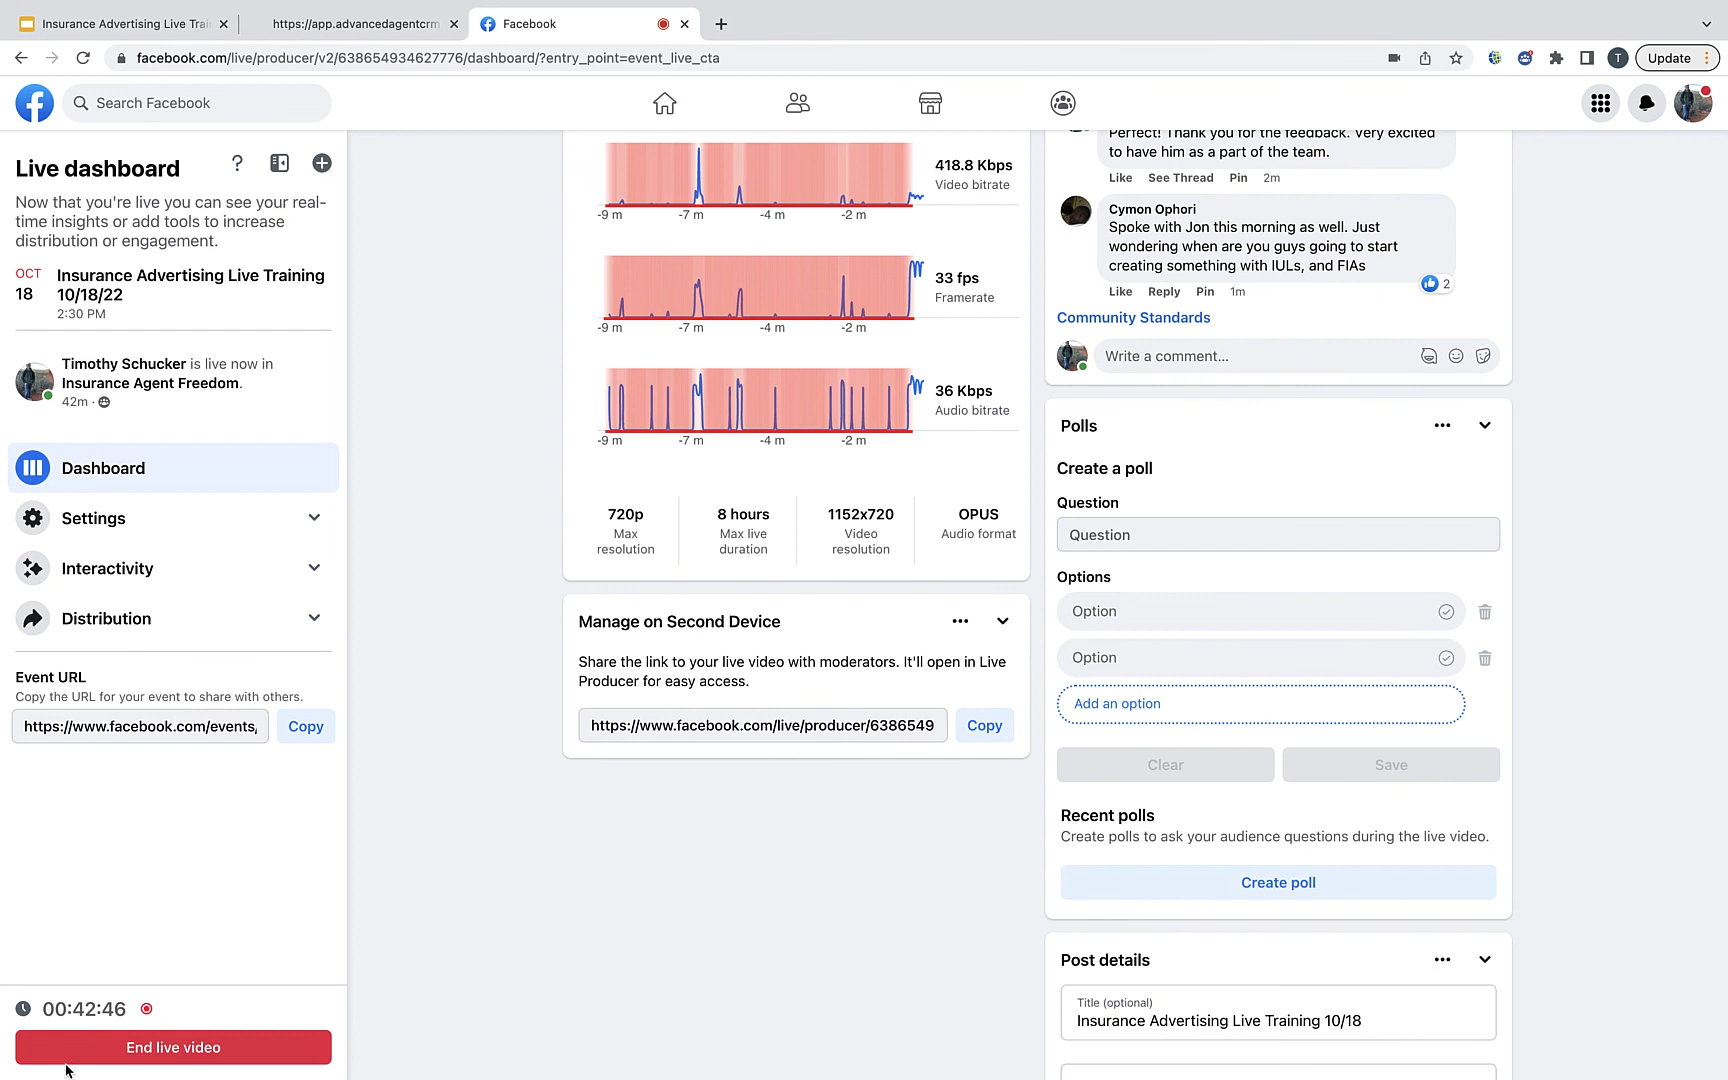 Insurance Advertising Live Trai
https://app.advancedagentcrm
Facebook
facebook.com/live/producer/v2/638654934627776/dashboard/?entry_point=event_live_cta
T
Update
Search Facebook
Live dashboard
Now that you're live you can see your real-
time insights or add tools to increase
distribution or engagement.
OCT
18
Insurance Advertising Live Training
10/18/22
2:30 PM
Timothy Schucker is live now in
Insurance Agent Freedom.
42m ·
Dashboard
Settings
Interactivity
Distribution
Event URL
Copy the URL for your event to share with others.
https://www.facebook.com/events,
Copy
00:42:46
End live video
418.8 Kbps
Video bitrate
-9 m -7 m -4 m -2 m
33 fps
Framerate
-9 m -7 m -4 m -2 m
36 Kbps
Audio bitrate
-9 m -7 m -4 m -2 m
720p
Max
resolution
8 hours
Max live
duration
1152x720
Video
resolution
OPUS
Audio format
Manage on Second Device
Share the link to your live video with moderators. It'll open in Live
Producer for easy access.
https://www.facebook.com/live/producer/6386549
Copy
Perfect! Thank you for the feedback. Very excited
to have him as a part of the team.
Like See Thread Pin 2m
Cymon Ophori
Spoke with Jon this morning as well. Just
wondering when are you guys going to start
creating something with IULs, and FIAs
2
Like Reply Pin 1m
Community Standards
Write a comment...
Polls
Create a poll
Question
Question
Options
Option
Option
Add an option
Clear
Save
Recent polls
Create polls to ask your audience questions during the live video.
Create poll
Post details
Title (optional)
Insurance Advertising Live Training 10/18